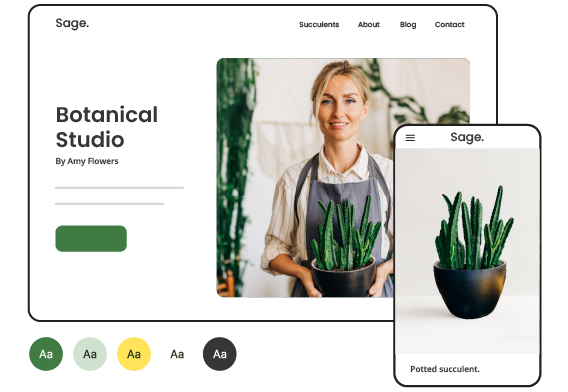 Sage.
Succulents About Blog Contact
Botanical
Studio
By Amy Flowers
Sage.
Potted succulent.
Aa Aa Aa Aa Aa